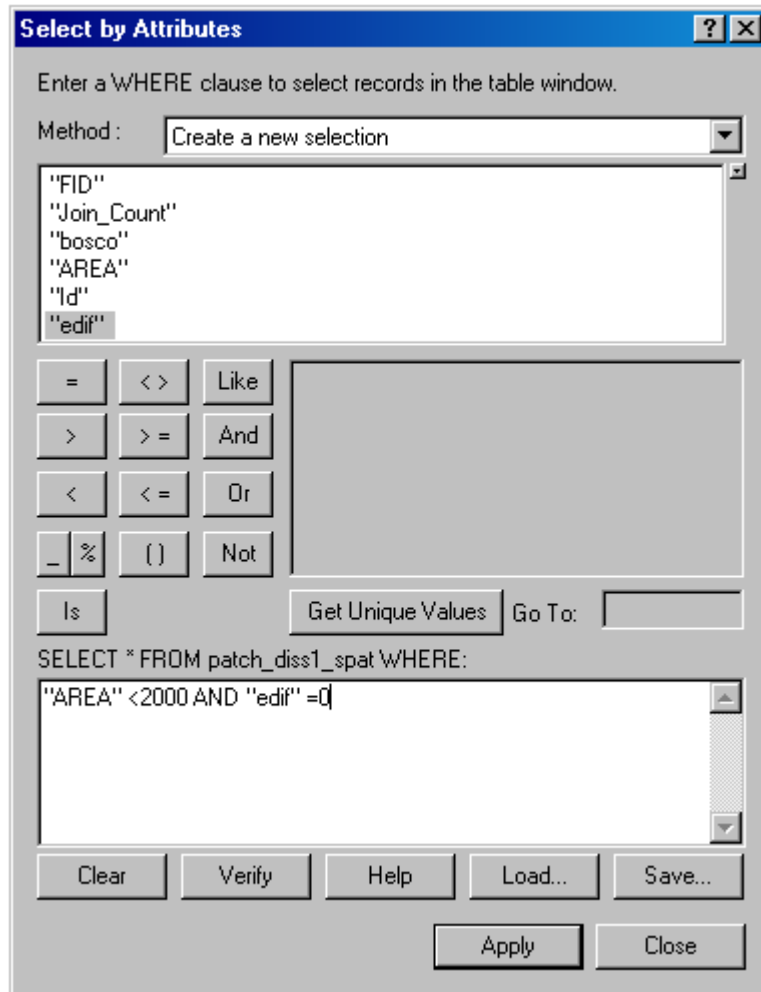 Select by Attributes
Enter a WHERE clause to select records in the table window.
Method : Create a new selection
"FID"
"Join_Count"
"bosco"
"AREA"
"Id"
"edif"
= < > Like
> > = And
< < = Or
_ % ( ) Not
Is Get Unique Values Go To:
SELECT * FROM patch_diss1_spat WHERE:
"AREA" <2000 AND "edif" =0
Clear Verify Help Load... Save...
Apply Close